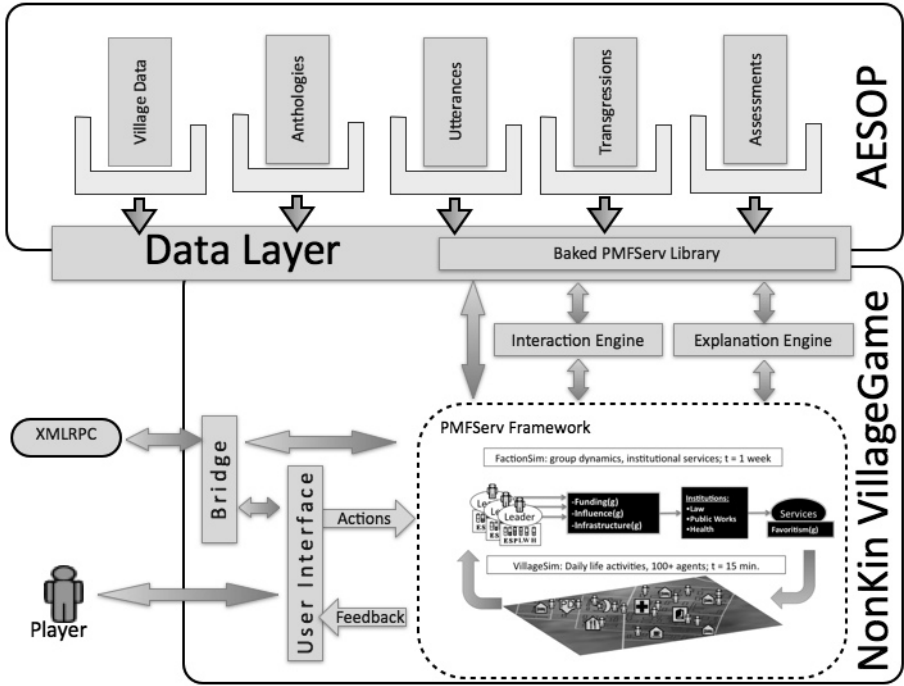 AESOP
Village Data
Anthologies
Utterances
Transgressions
Assessments
Data Layer
Baked PMFServ Library
NonKin VillageGame
Interaction Engine
Explanation Engine
XMLRPC
Bridge
User Interface
Actions
Feedback
Player
PMFServ Framework
FactionSim: group dynamics, institutional services; t = 1 week
Leader
E S P L W H
-Funding(g)
-Influence(g)
-Infrastructure(g)
Institutions:
•Law
•Public Works
•Health
Services
Favoritism(g)
VillageSim: Daily life activities, 100+ agents; t = 15 min.